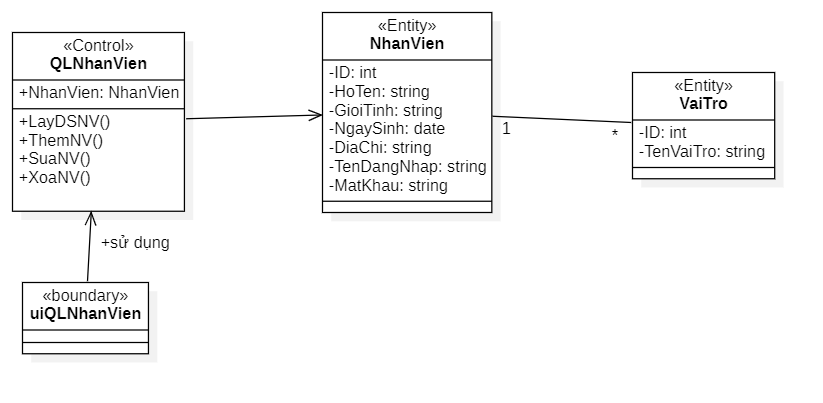 «Control»
QLNhanVien
+NhanVien: NhanVien
+LayDSNV()
+ThemNV()
+SuaNV()
+XoaNV()
«Entity»
NhanVien
-ID: int
-HoTen: string
-GioiTinh: string
-NgaySinh: date
-DiaChi: string
-TenDangNhap: string
-MatKhau: string
1
*
«Entity»
VaiTro
-ID: int
-TenVaiTro: string
+sử dụng
«boundary»
uiQLNhanVien